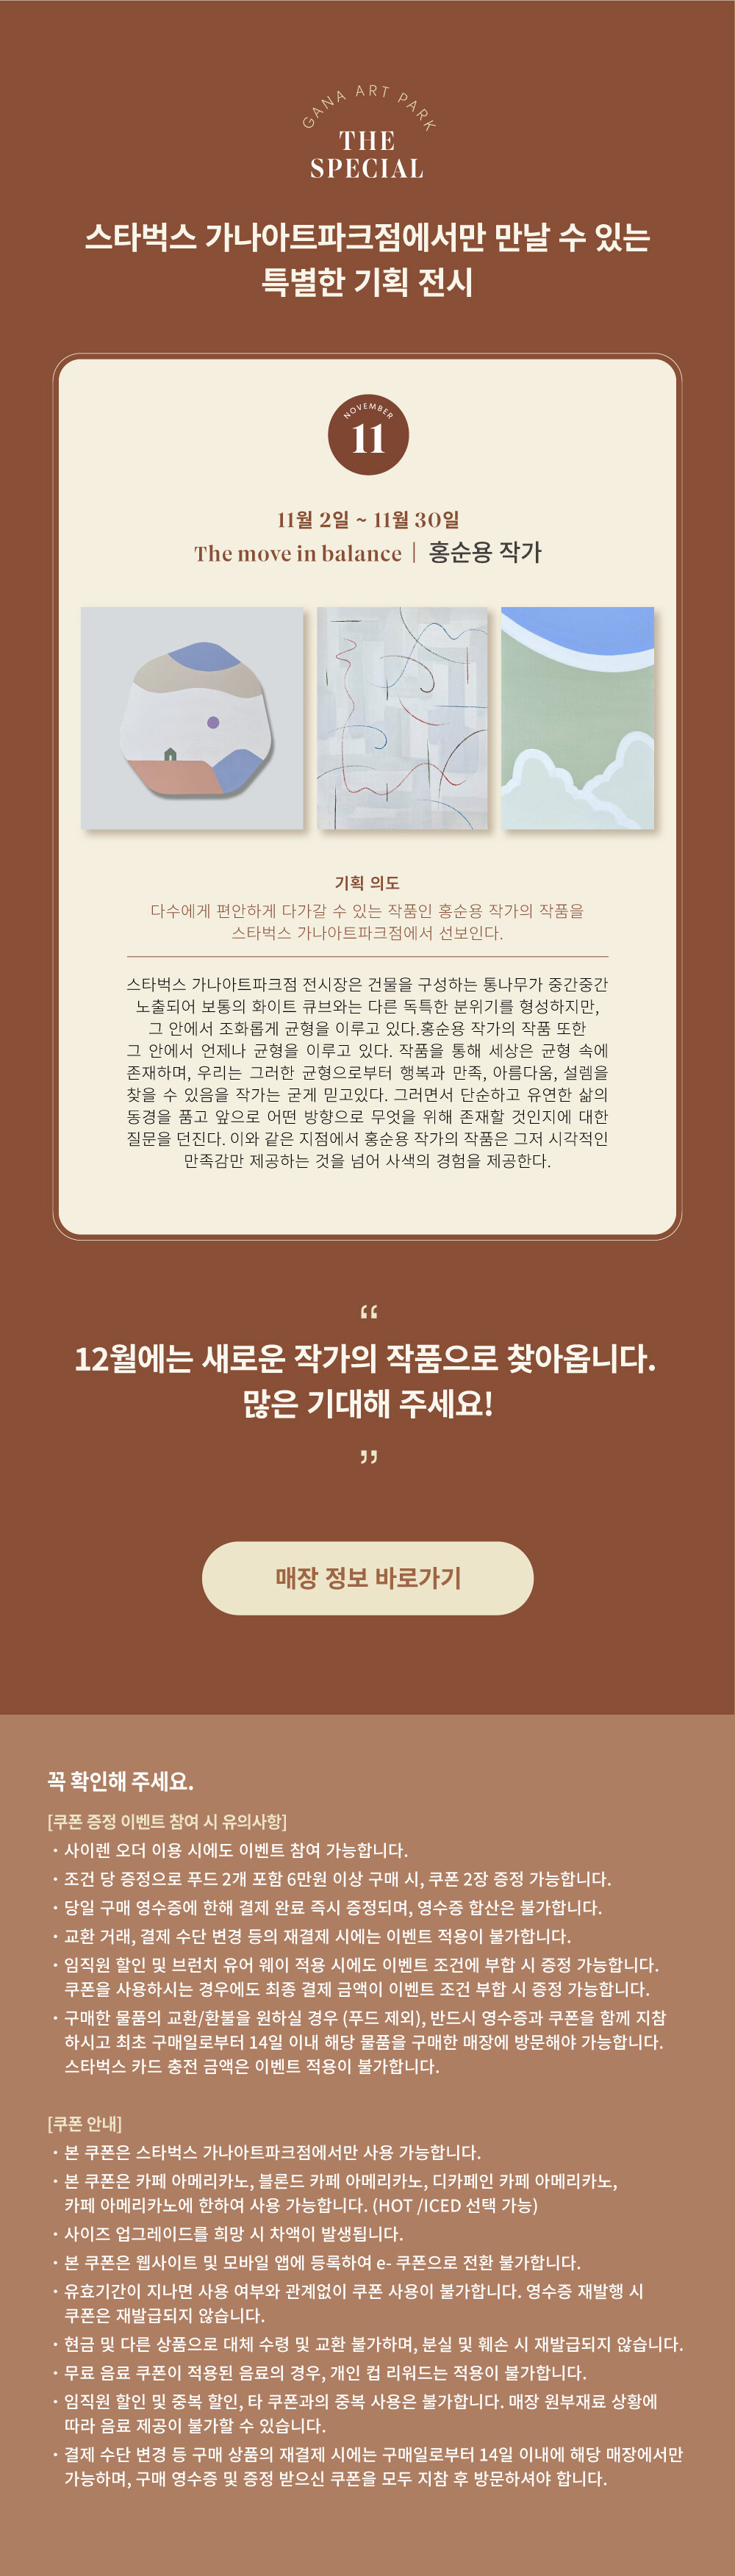 GANA ART PARK
THE
SPECIAL
스타벅스 가나아트파크점에서만 만날 수 있는
특별한 기획 전시
NOVEMBER
11
11월 2일 ~ 11월 30일
The move in balance | 홍순용 작가
기획 의도
다수에게 편안하게 다가갈 수 있는 작품인 홍순용 작가의 작품을
스타벅스 가나아트파크점에서 선보인다.
스타벅스 가나아트파크점 전시장은 건물을 구성하는 통나무가 중간중간
노출되어 보통의 화이트 큐브와는 다른 독특한 분위기를 형성하지만,
그 안에서 조화롭게 균형을 이루고 있다.홍순용 작가의 작품 또한
그 안에서 언제나 균형을 이루고 있다. 작품을 통해 세상은 균형 속에
존재하며, 우리는 그러한 균형으로부터 행복과 만족, 아름다움, 설렘을
찾을 수 있음을 작가는 굳게 믿고있다. 그러면서 단순하고 유연한 삶의
동경을 품고 앞으로 어떤 방향으로 무엇을 위해 존재할 것인지에 대한
질문을 던진다. 이와 같은 지점에서 홍순용 작가의 작품은 그저 시각적인
만족감만 제공하는 것을 넘어 사색의 경험을 제공한다.
“
12월에는 새로운 작가의 작품으로 찾아옵니다.
많은 기대해 주세요!
”
매장 정보 바로가기
꼭 확인해 주세요.
[쿠폰 증정 이벤트 참여 시 유의사항]
· 사이렌 오더 이용 시에도 이벤트 참여 가능합니다.
· 조건 당 증정으로 푸드 2개 포함 6만원 이상 구매 시, 쿠폰 2장 증정 가능합니다.
· 당일 구매 영수증에 한해 결제 완료 즉시 증정되며, 영수증 합산은 불가합니다.
· 교환 거래, 결제 수단 변경 등의 재결제 시에는 이벤트 적용이 불가합니다.
· 임직원 할인 및 브런치 유어 웨이 적용 시에도 이벤트 조건에 부합 시 증정 가능합니다.
쿠폰을 사용하시는 경우에도 최종 결제 금액이 이벤트 조건 부합 시 증정 가능합니다.
· 구매한 물품의 교환/환불을 원하실 경우 (푸드 제외), 반드시 영수증과 쿠폰을 함께 지참
하시고 최초 구매일로부터 14일 이내 해당 물품을 구매한 매장에 방문해야 가능합니다.
스타벅스 카드 충전 금액은 이벤트 적용이 불가합니다.
[쿠폰 안내]
· 본 쿠폰은 스타벅스 가나아트파크점에서만 사용 가능합니다.
· 본 쿠폰은 카페 아메리카노, 블론드 카페 아메리카노, 디카페인 카페 아메리카노,
카페 아메리카노에 한하여 사용 가능합니다. (HOT /ICED 선택 가능)
· 사이즈 업그레이드를 희망 시 차액이 발생됩니다.
· 본 쿠폰은 웹사이트 및 모바일 앱에 등록하여 e- 쿠폰으로 전환 불가합니다.
· 유효기간이 지나면 사용 여부와 관계없이 쿠폰 사용이 불가합니다. 영수증 재발행 시
쿠폰은 재발급되지 않습니다.
· 현금 및 다른 상품으로 대체 수령 및 교환 불가하며, 분실 및 훼손 시 재발급되지 않습니다.
· 무료 음료 쿠폰이 적용된 음료의 경우, 개인 컵 리워드는 적용이 불가합니다.
· 임직원 할인 및 중복 할인, 타 쿠폰과의 중복 사용은 불가합니다. 매장 원부재료 상황에
따라 음료 제공이 불가할 수 있습니다.
· 결제 수단 변경 등 구매 상품의 재결제 시에는 구매일로부터 14일 이내에 해당 매장에서만
가능하며, 구매 영수증 및 증정 받으신 쿠폰을 모두 지참 후 방문하셔야 합니다.